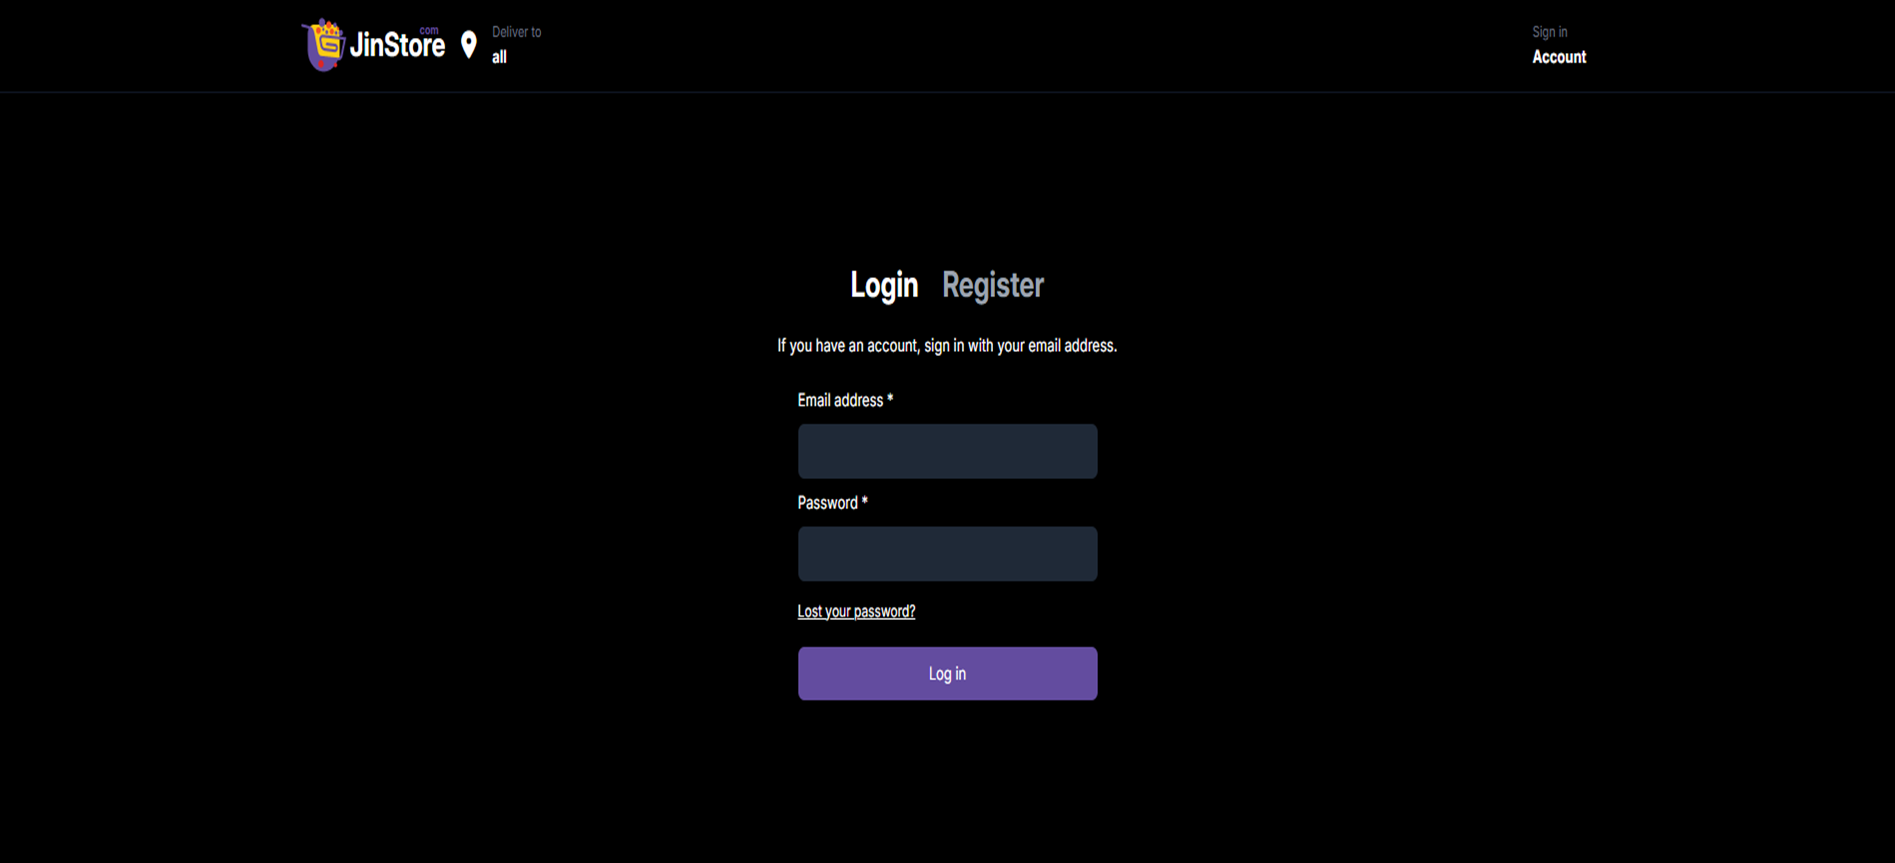 com
JinStore
Deliver to
all
Sign in
Account
Login Register
If you have an account, sign in with your email address.
Email address *
Password *
Lost your password?
Log in